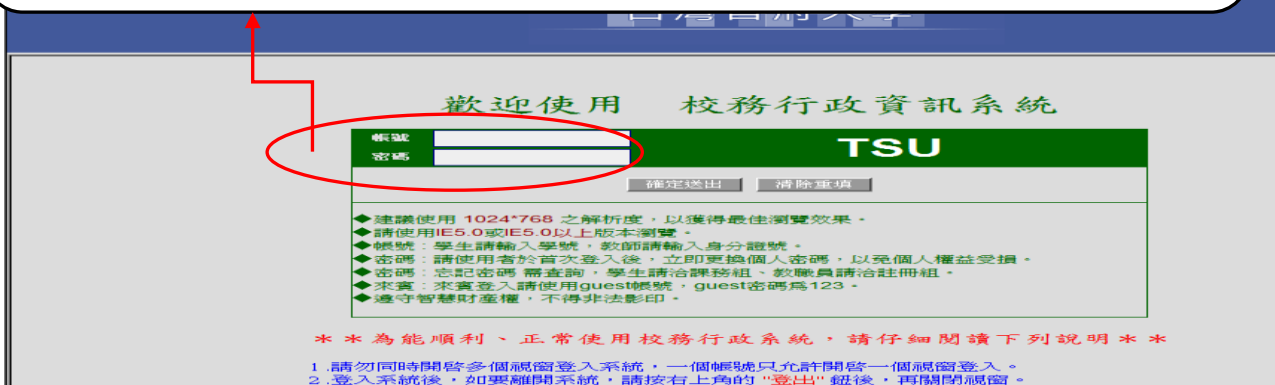 歡迎使用 校務行政資訊系統
帳號
TSU
密碼
確定送出 清除重填
◆建議使用 1024*768 之解析度，以獲得最佳瀏覽效果。
◆請使用IE5.0或IE5.0以上版本瀏覽。
◆帳號：學生請輸入學號，教師請輸入身分證號。
◆密碼：請使用者於首次登入後，立即更換個人密碼，以免個人權益受損。
◆密碼：忘記密碼 需查詢，學生請洽課務組、教職員請洽註冊組。
◆來賓：來賓登入請使用guest帳號，guest密碼為123。
◆遵守智慧財產權，不得非法影印。
＊＊為能順利、正常使用校務行政系統，請仔細閱讀下列說明＊＊
1.請勿同時開啓多個視窗登入系統，一個帳號只允許開啓一個視窗登入。
2.登入系統後，如要離開系統，請按右上角的 "登出" 鈕後，再關閉視窗。